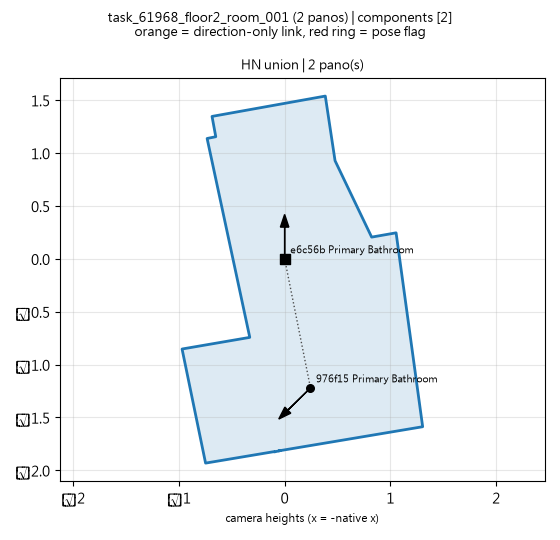 task_61968_floor2_room_001 (2 panos) | components [2]
orange = direction-only link, red ring = pose flag
HN union | 2 pano(s)
1.5
1.0
0.5
0.0
0.5
1.0
1.5
2.0
e6c56b Primary Bathroom
976f15 Primary Bathroom
2 1 0 1 2
camera heights (x = -native x)